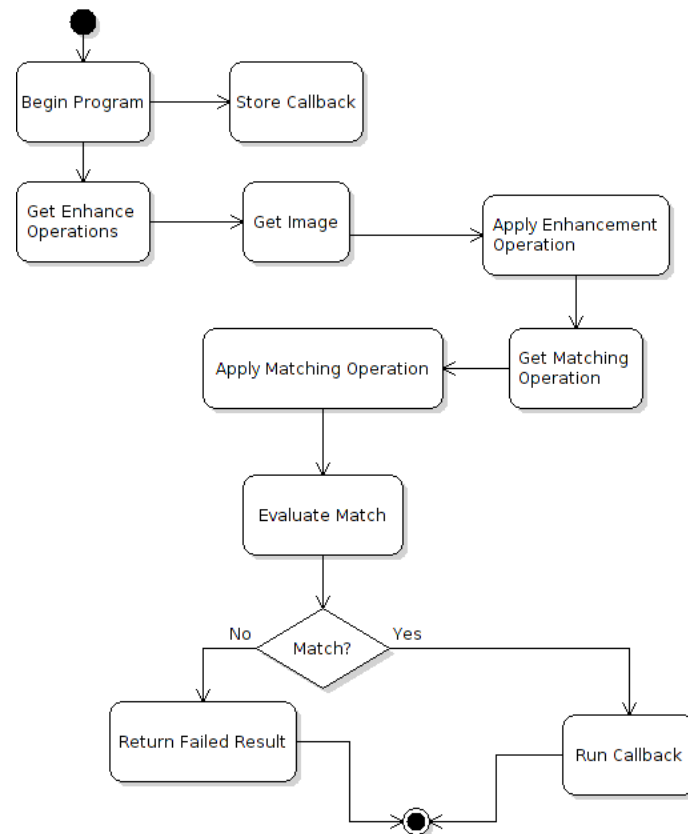 Begin Program
Store Callback
Get Enhance
Operations
Get Image
Apply Enhancement
Operation
Get Matching
Operation
Apply Matching Operation
Evaluate Match
Match?
No
Yes
Return Failed Result
Run Callback